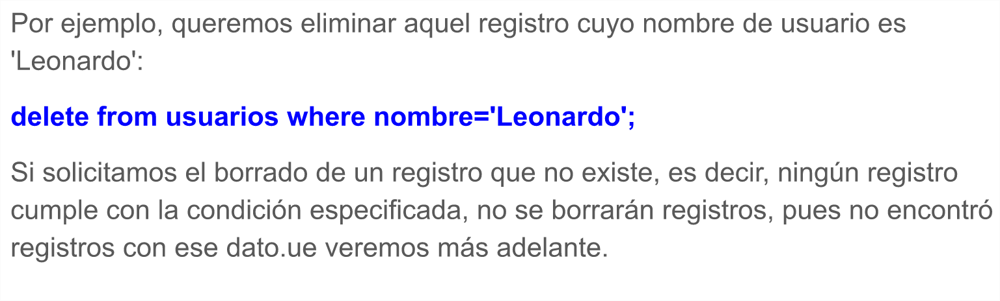 Por ejemplo, queremos eliminar aquel registro cuyo nombre de usuario es
'Leonardo':
delete from usuarios where nombre='Leonardo';
Si solicitamos el borrado de un registro que no existe, es decir, ningún registro
cumple con la condición especificada, no se borrarán registros, pues no encontró
registros con ese dato.ue veremos más adelante.